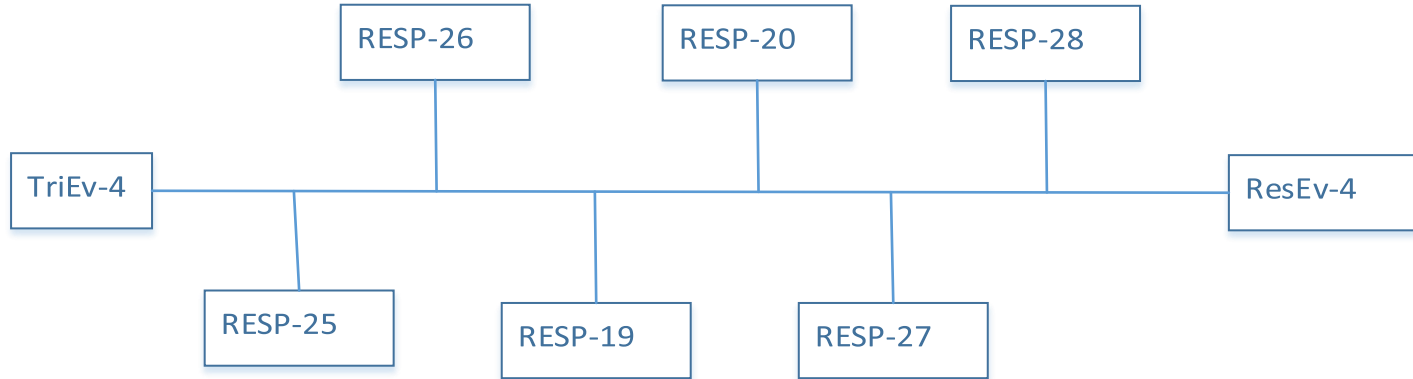 RESP-26
RESP-20
RESP-28
TriEv-4
ResEv-4
RESP-25
RESP-19
RESP-27